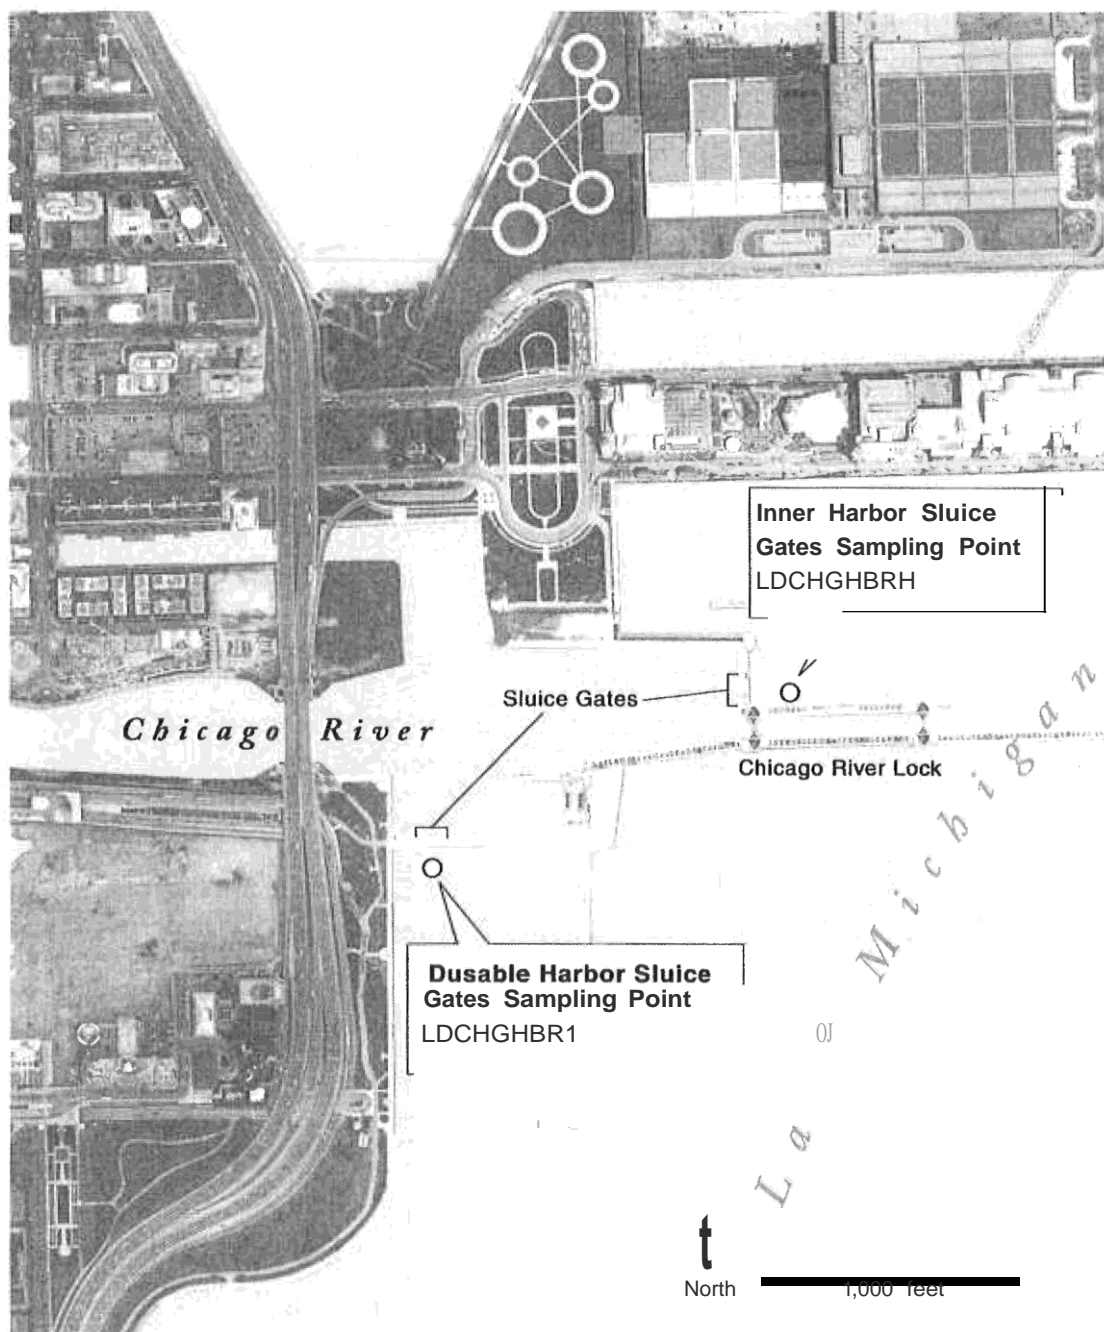 Inner Harbor Sluice
Gates Sampling Point
LDCHGHBRH
Sluice Gates
Chicago River
Chicago River Lock
Dusable Harbor Sluice
Gates Sampling Point
LDCHGHBR1
La
Michigan
North
1,000 feet